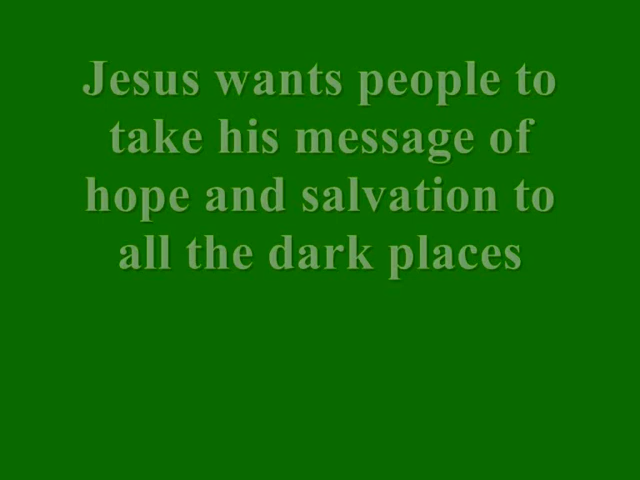 Jesus wants people to
take his message of
hope and salvation to
all the dark places